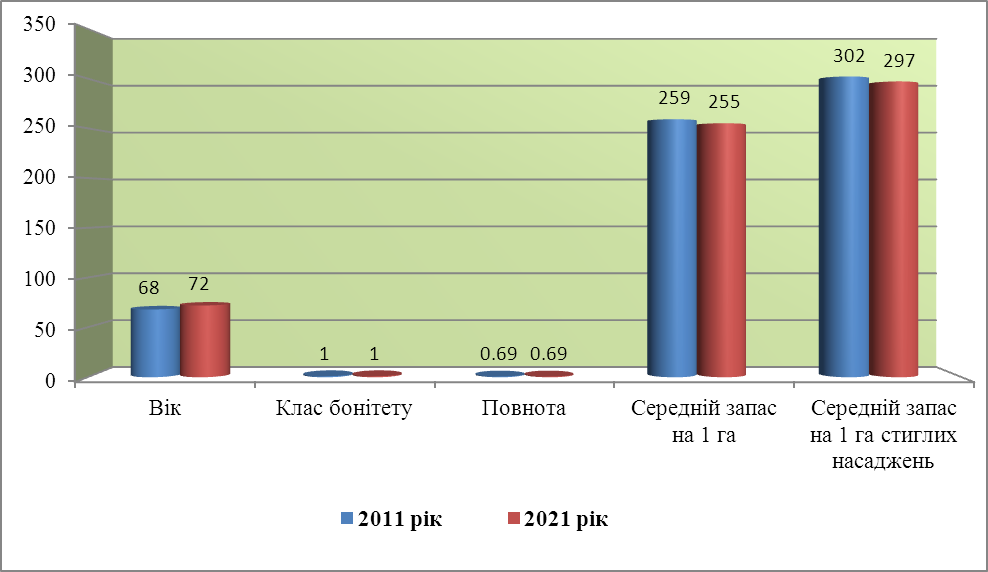 350
300
250
200
150
100
50
0
68
72
1
1
0.69
0.69
259
255
302
297
Вік
Клас бонітету
Повнота
Середній запас
на 1 га
Середній запас
на 1 га стиглих
насаджень
2011 рік
2021 рік